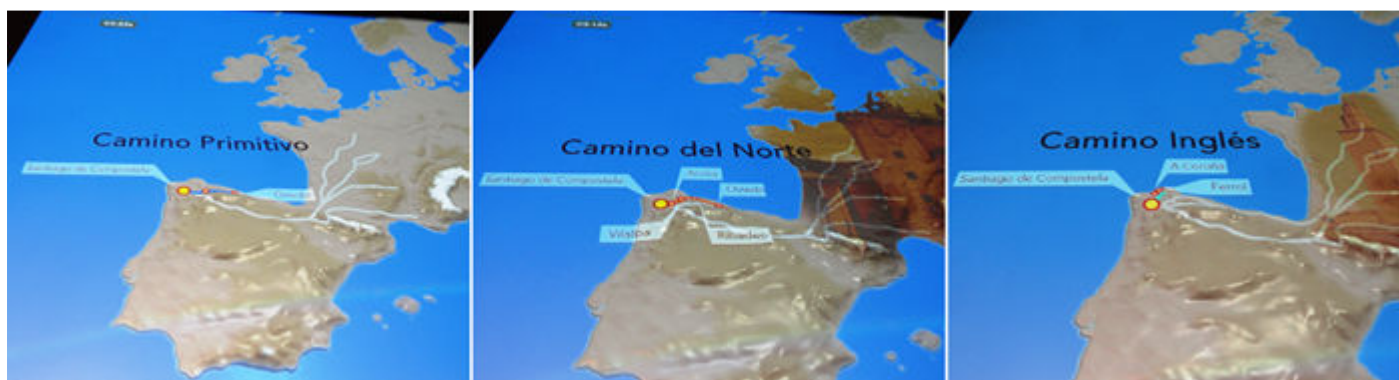 Camino Primitivo
Santiago de Compostela
Oviedo
Camino del Norte
Santiago de Compostela
Oviedo
Vilalba
Ribadeo
Camino Inglés
A Coruña
Santiago de Compostela
Ferrol